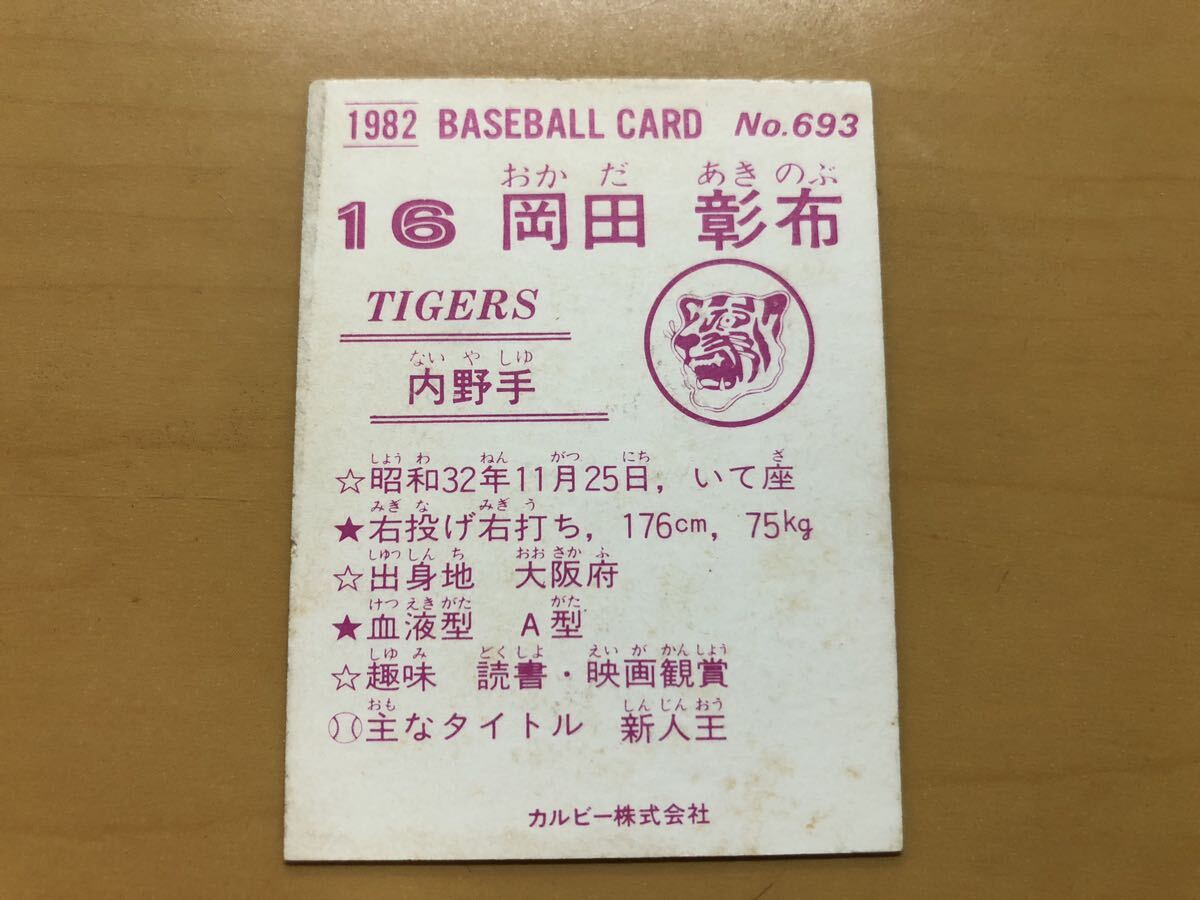 1982 BASEBALL CARD No.693
おかだ あきのぶ
16 岡田 彰布
TIGERS
ないやしゆ
内野手
しょうわ ねん がつ にち ざ
☆昭和32年11月25日, いて座
みぎな みぎう
★右投げ右打ち, 176cm, 75kg
しゅつしんち おおさかふ
☆出身地 大阪府
けつえきがた がた
★血液型 A型
しゆみ どくしよ えいがかんしょう
☆趣味 読書・映画観賞
おも しんじんおう
主なタイトル 新人王
カルビー株式会社